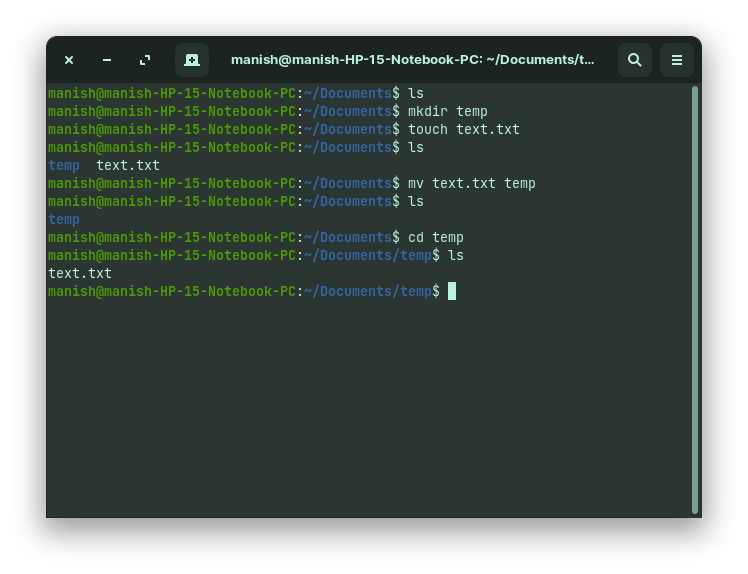 manish@manish-HP-15-Notebook-PC: ~/Documents/t...
manish@manish-HP-15-Notebook-PC:~/Documents$ ls
manish@manish-HP-15-Notebook-PC:~/Documents$ mkdir temp
manish@manish-HP-15-Notebook-PC:~/Documents$ touch text.txt
manish@manish-HP-15-Notebook-PC:~/Documents$ ls
temp  text.txt
manish@manish-HP-15-Notebook-PC:~/Documents$ mv text.txt temp
manish@manish-HP-15-Notebook-PC:~/Documents$ ls
temp
manish@manish-HP-15-Notebook-PC:~/Documents$ cd temp
manish@manish-HP-15-Notebook-PC:~/Documents/temp$ ls
text.txt
manish@manish-HP-15-Notebook-PC:~/Documents/temp$